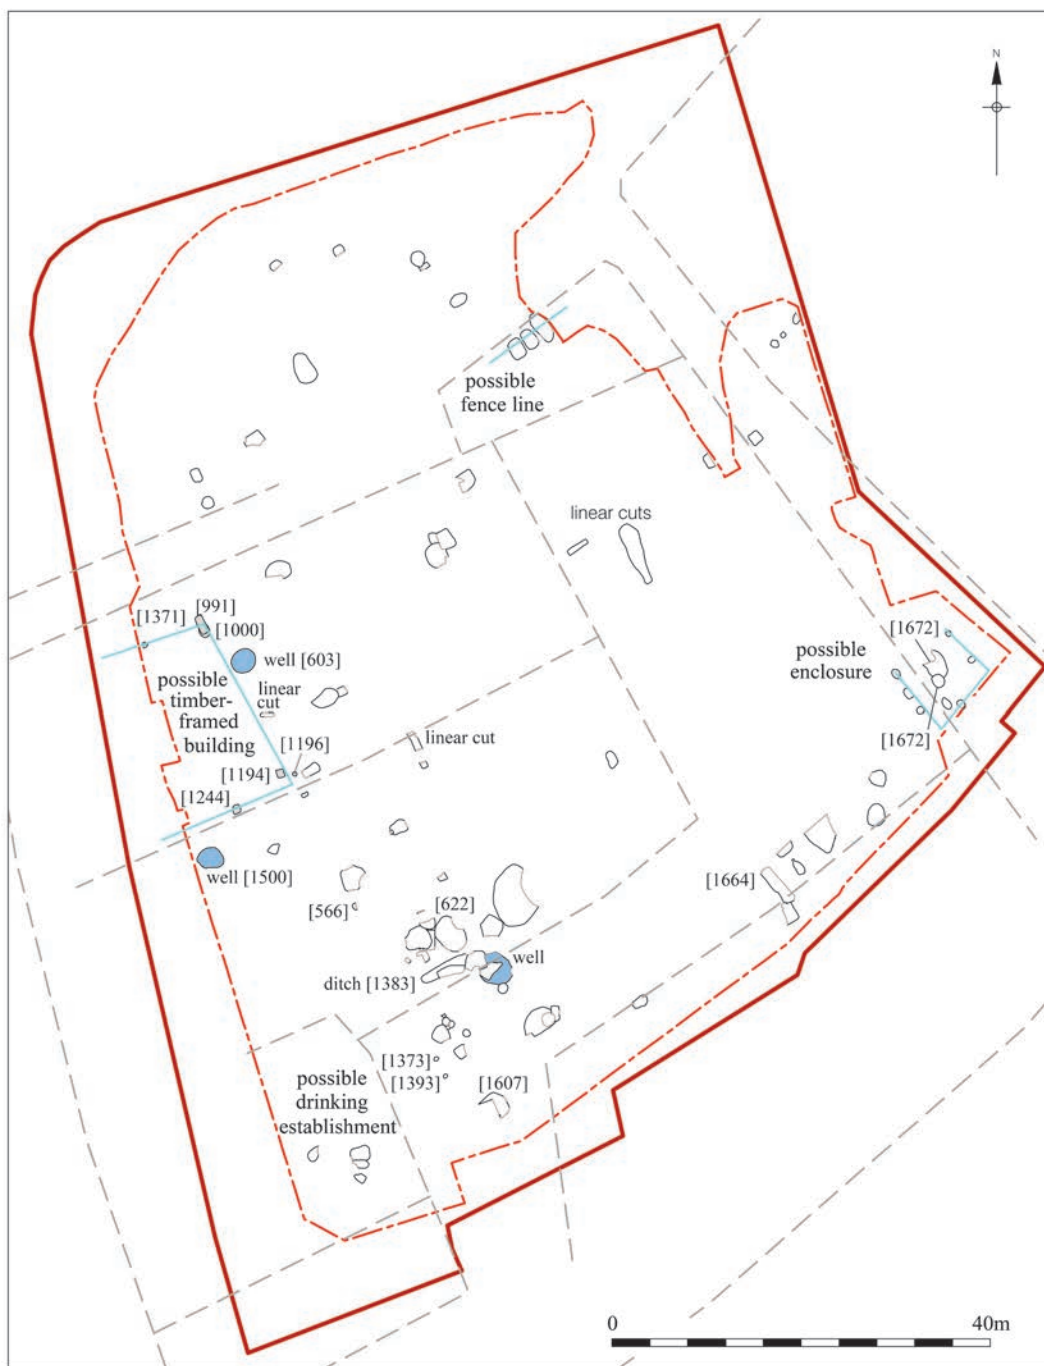 N
possible
fence line
linear cuts
[991]
[1371]
[1000]
well [603]
possible
timber-
framed
building
linear
cut
[1672]
possible
enclosure
[1672]
linear cut
[1196]
[1194]
[1244]
well [1500]
[566]
[622]
[1664]
well
ditch [1383]
[1373]
[1393]
[1607]
possible
drinking
establishment
0 40m